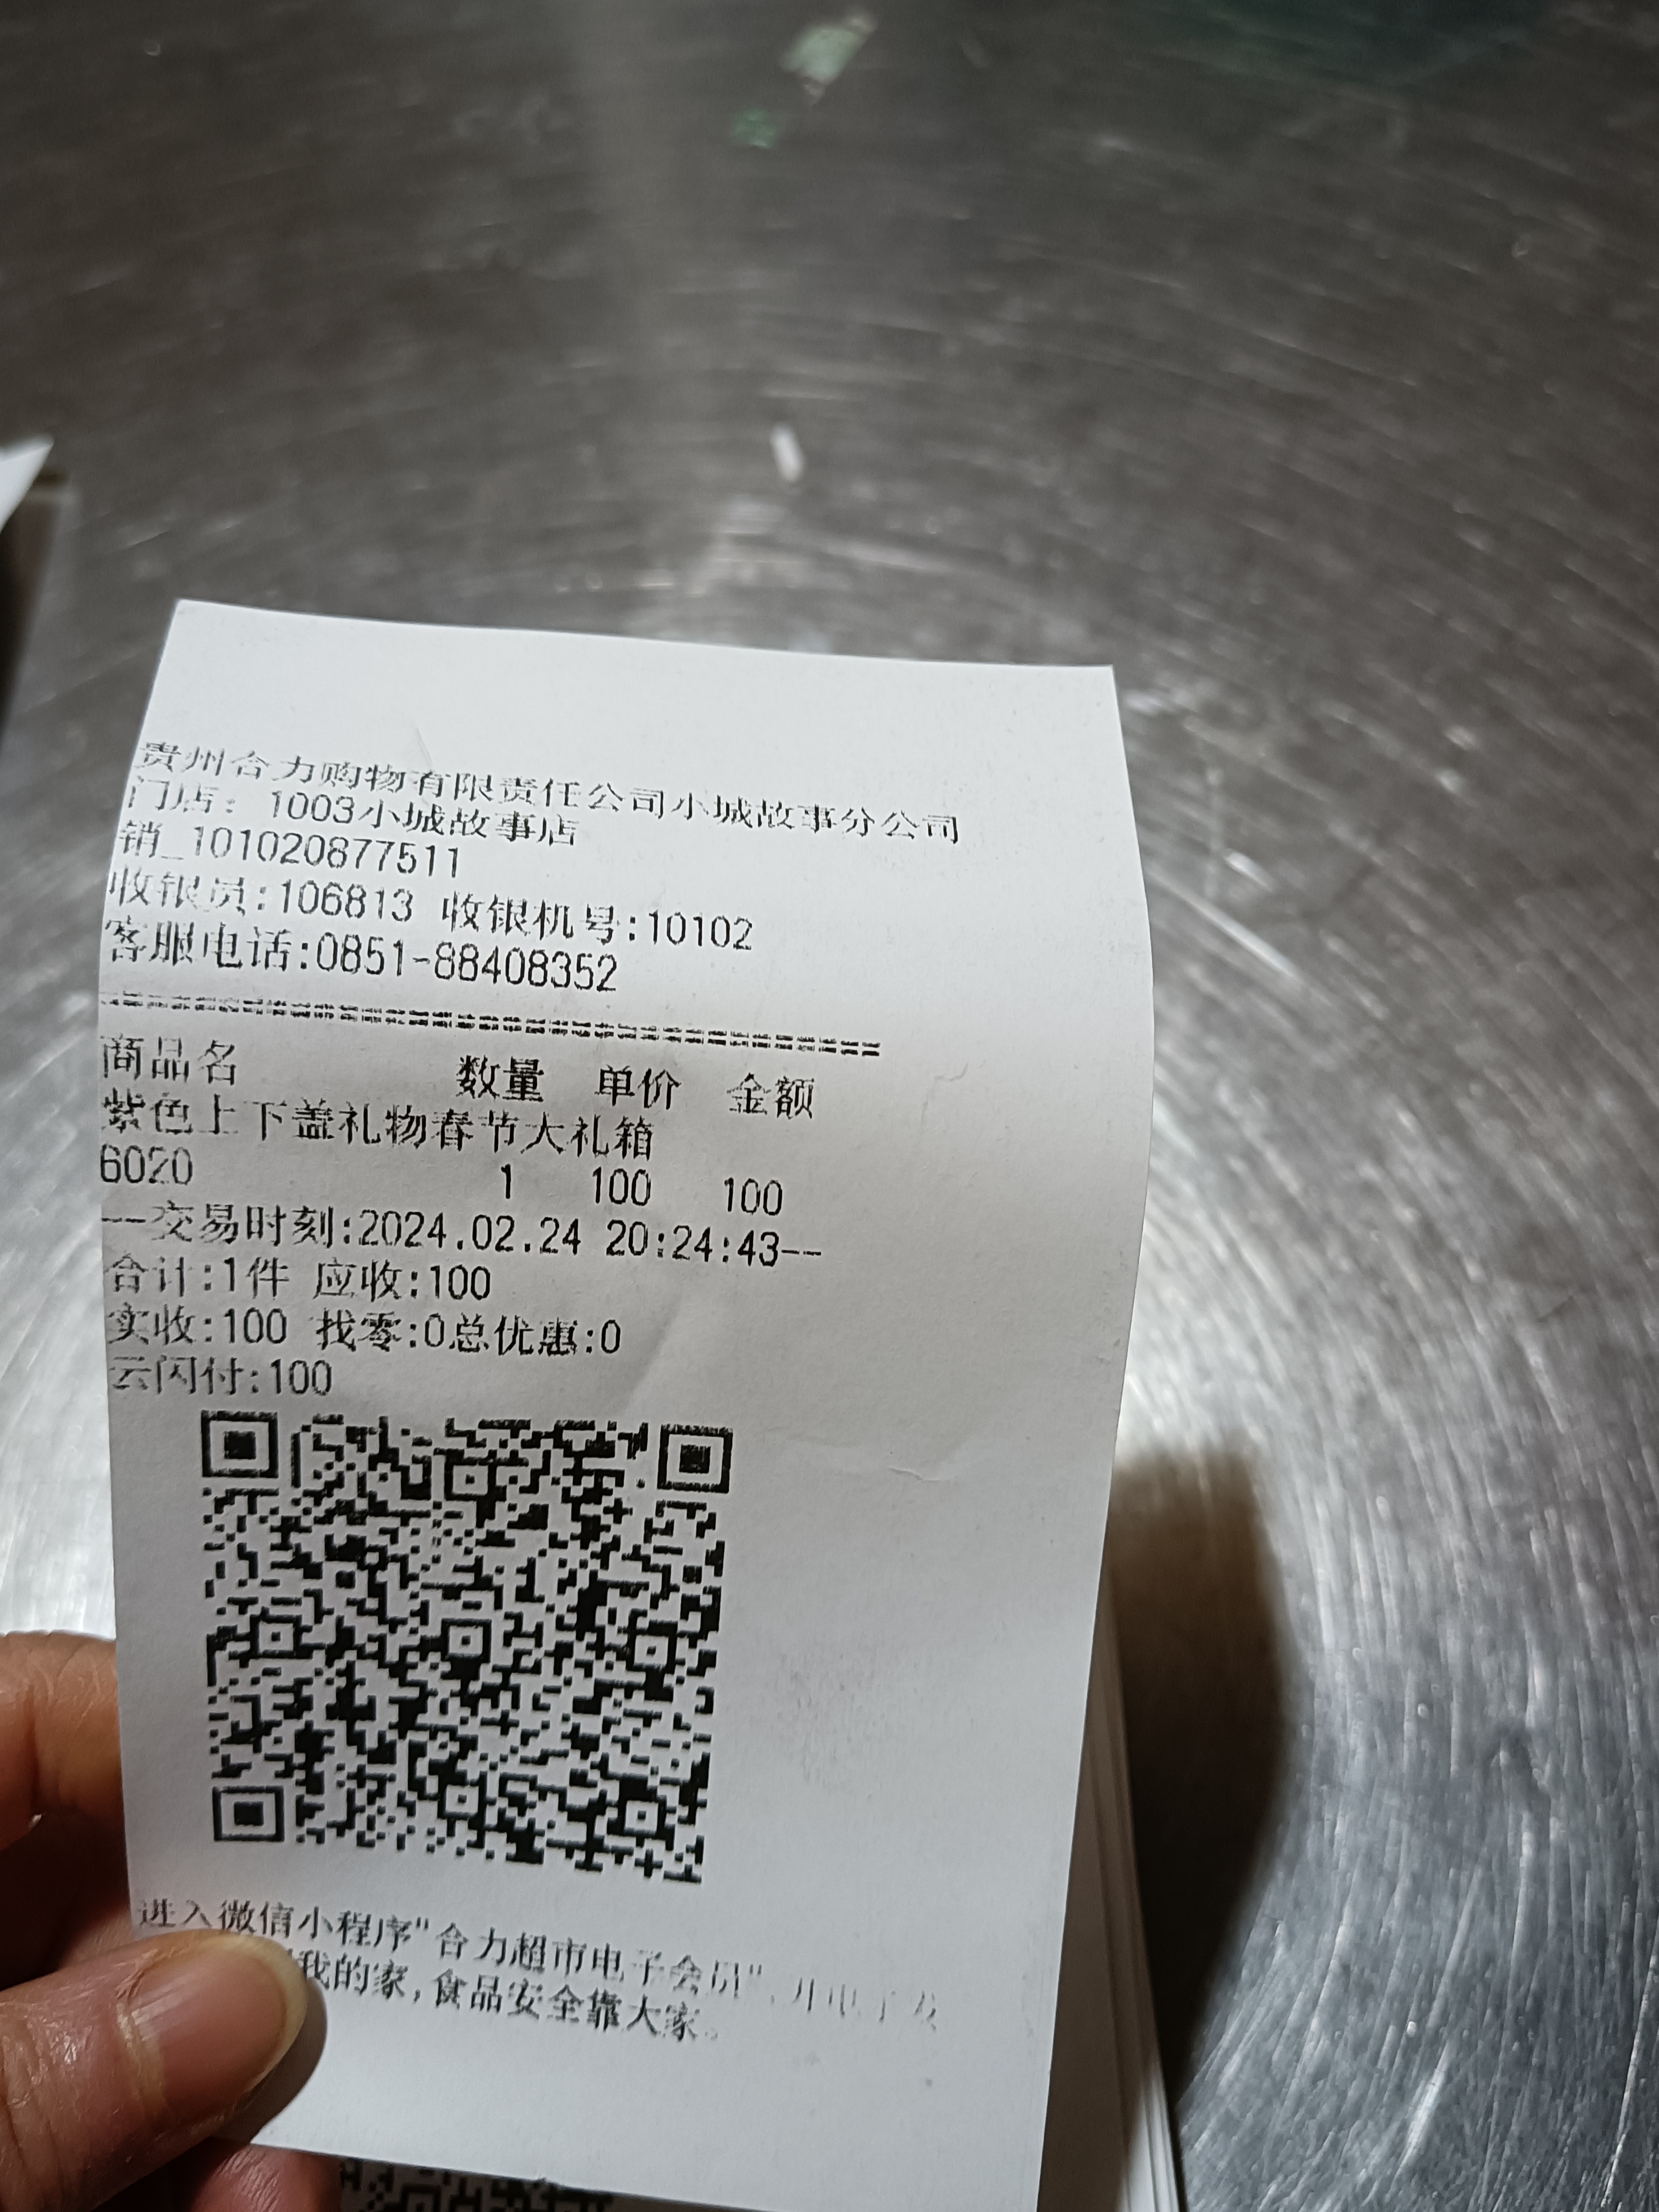 贵州合力购物有限责任公司小城故事分公司
门店：1003小城故事店
销_101020877511
收银员:106813 收银机号:10102
客服电话:0851-88408352
商品名 数量 单价 金额
紫色上下盖礼物春节大礼箱
6020 1 100 100
--交易时刻:2024.02.24 20:24:43--
合计:1件 应收:100
实收:100 找零:0总优惠:0
云闪付:100
进入微信小程序"合力超市电子会员",开电子发
我的家,食品安全靠大家。